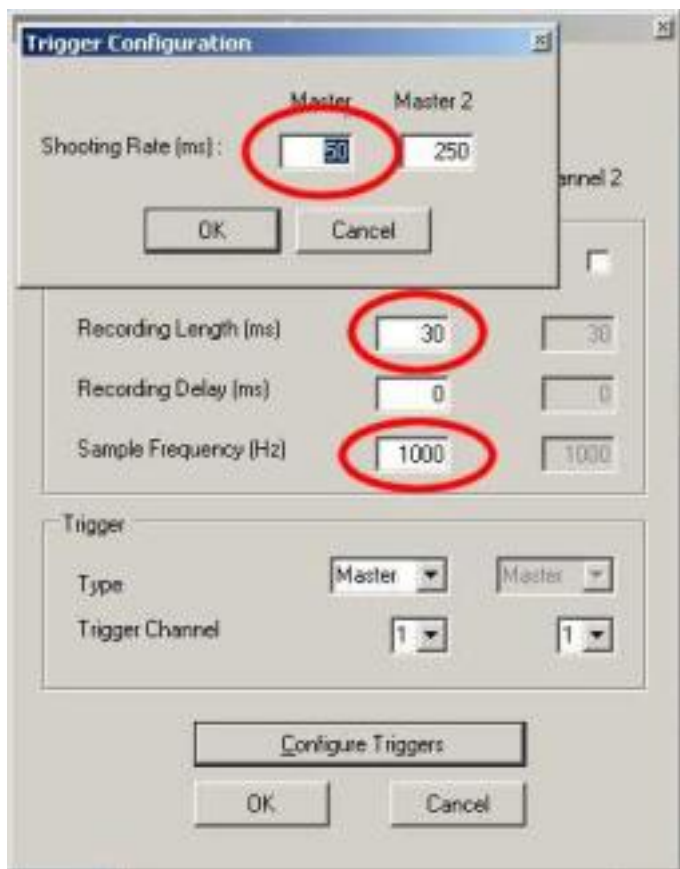 Trigger Configuration
Master Master 2
Shooting Rate (ms) : 50 250
OK Cancel
Recording Length (ms) 30 30
Recording Delay (ms) 0 0
Sample Frequency (Hz) 1000 1000
Trigger
Type Master Master
Trigger Channel 1 1
Configure Triggers
OK Cancel